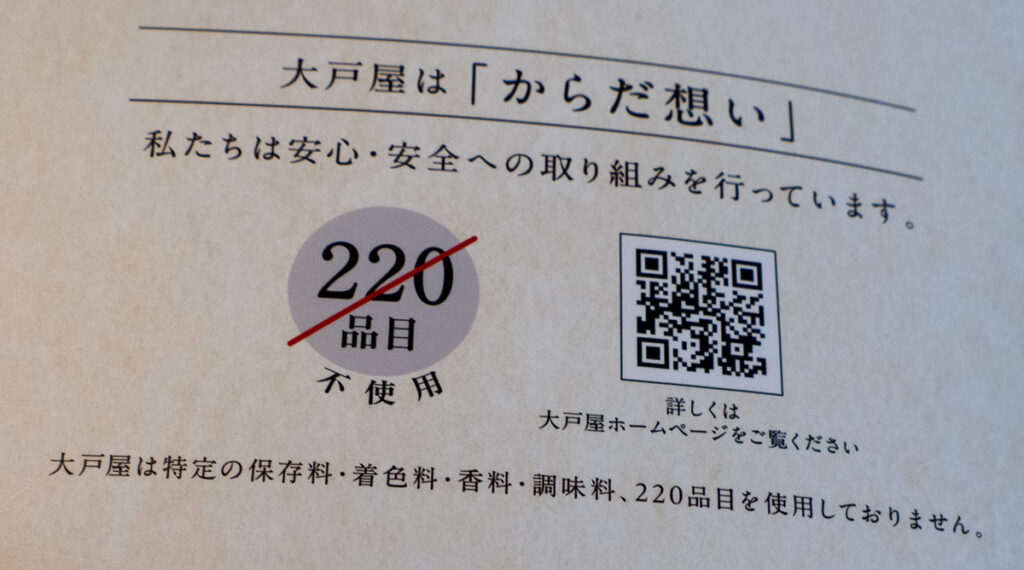 大戸屋は「からだ想い」
私たちは安心・安全への取り組みを行っています。
220
品目
不使用
詳しくは
大戸屋ホームページをご覧ください
大戸屋は特定の保存料・着色料・香料・調味料、220品目を使用しておりません。